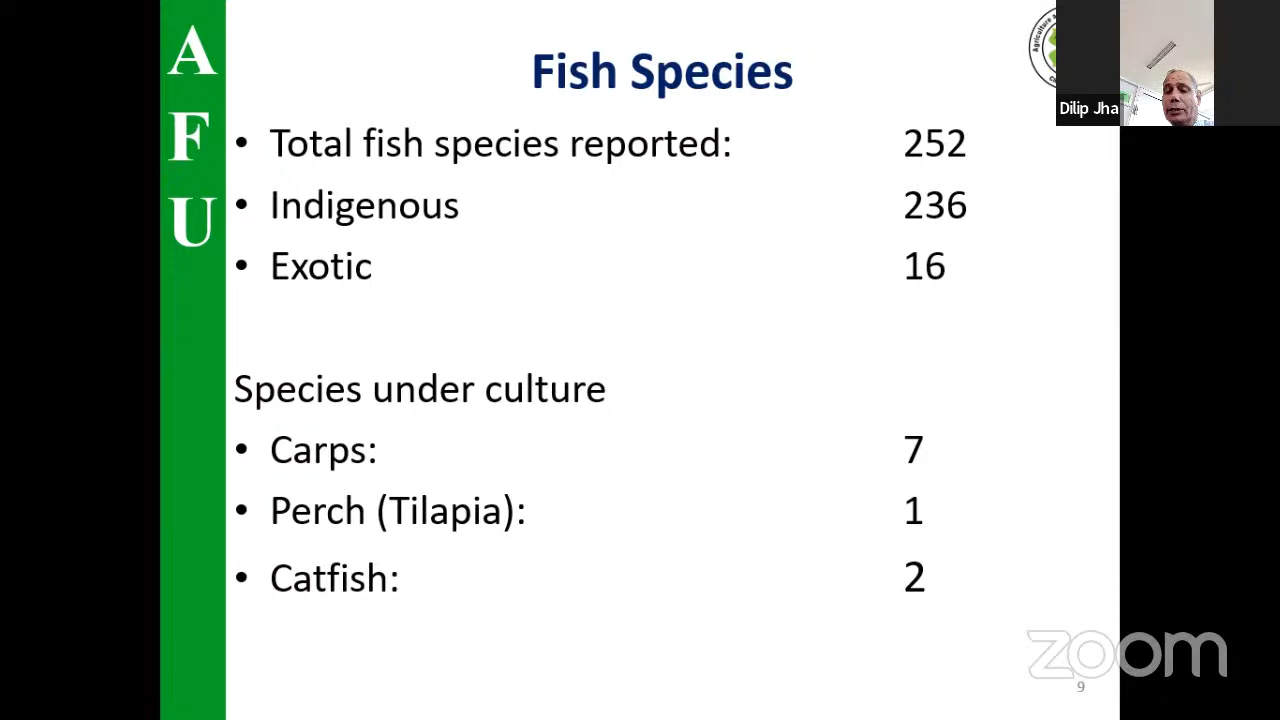 A
F
U
Fish Species
Agriculture a
Dilip Jha
• Total fish species reported: 252
• Indigenous 236
• Exotic 16
Species under culture
• Carps: 7
• Perch (Tilapia): 1
• Catfish: 2
zoom
9